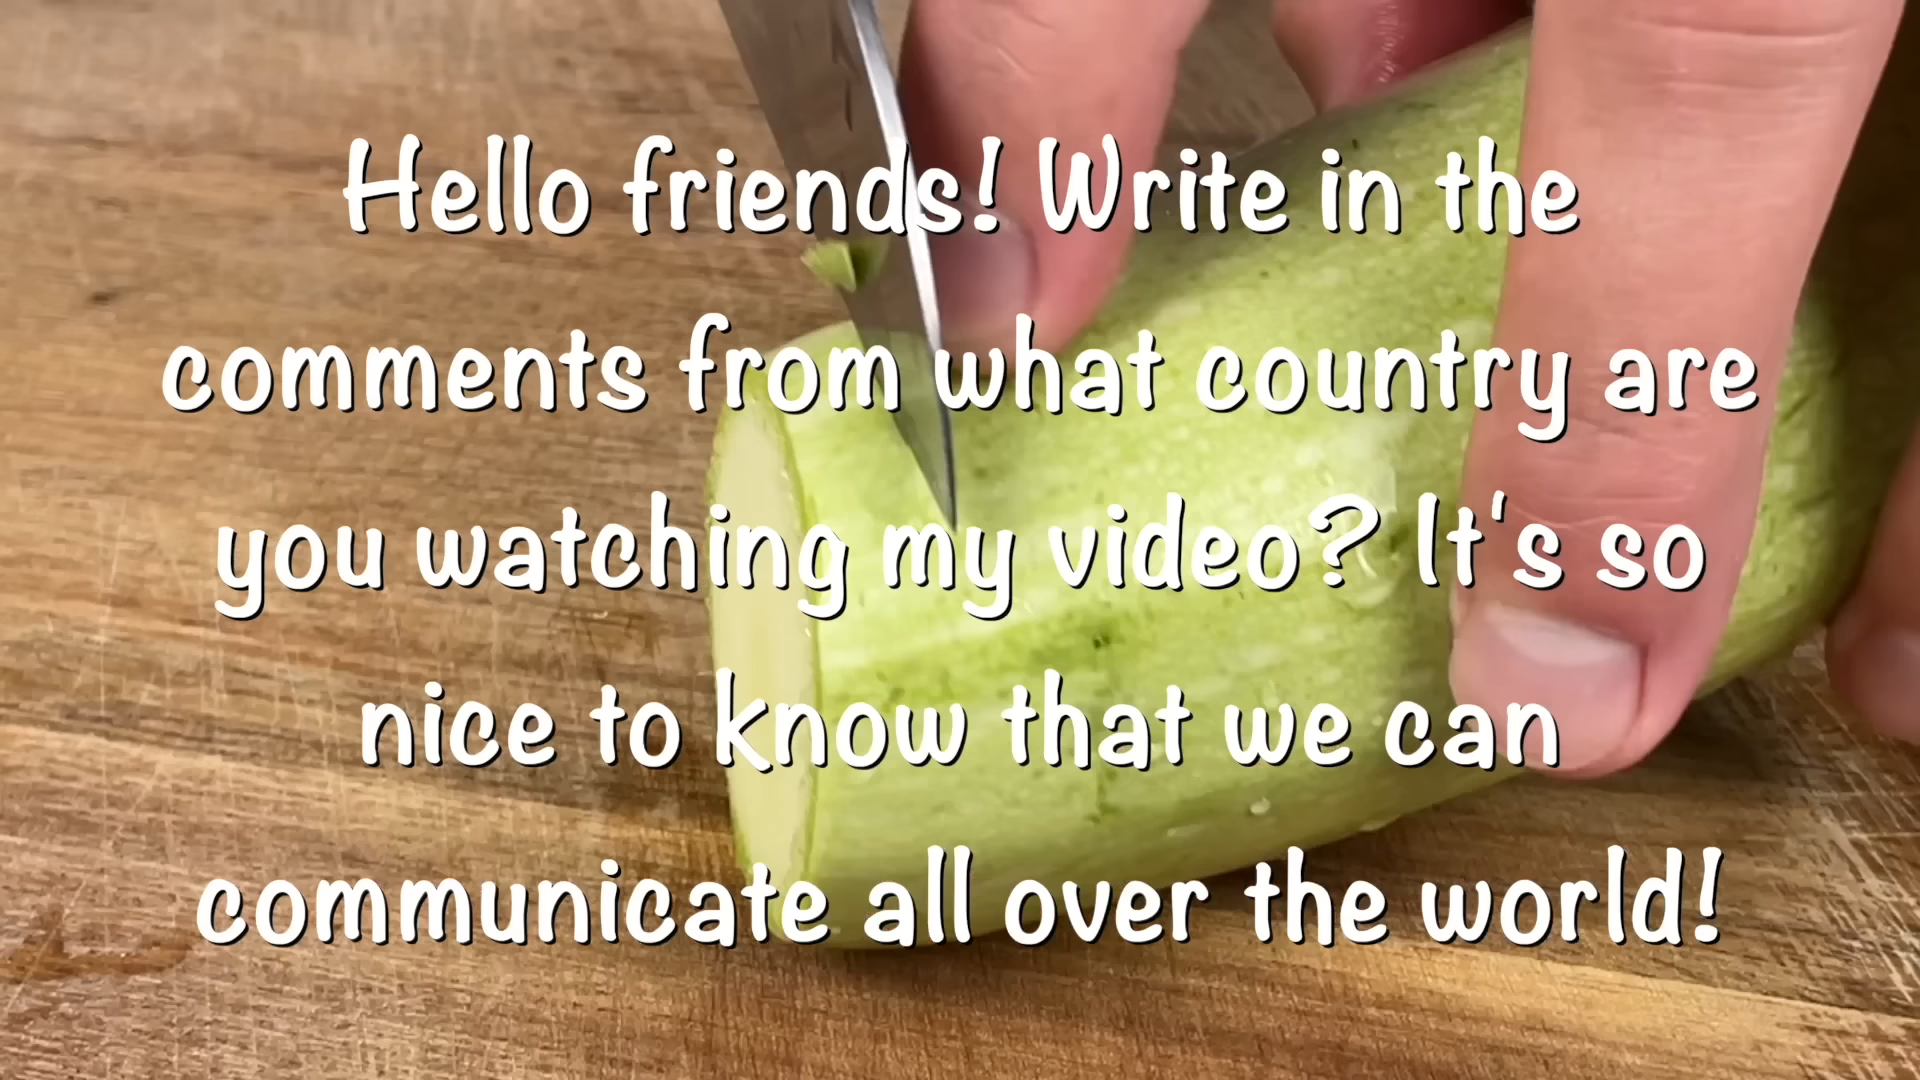 Hello friends! Write in the
comments from what country are
you watching my video? It's so
nice to know that we can
communicate all over the world!